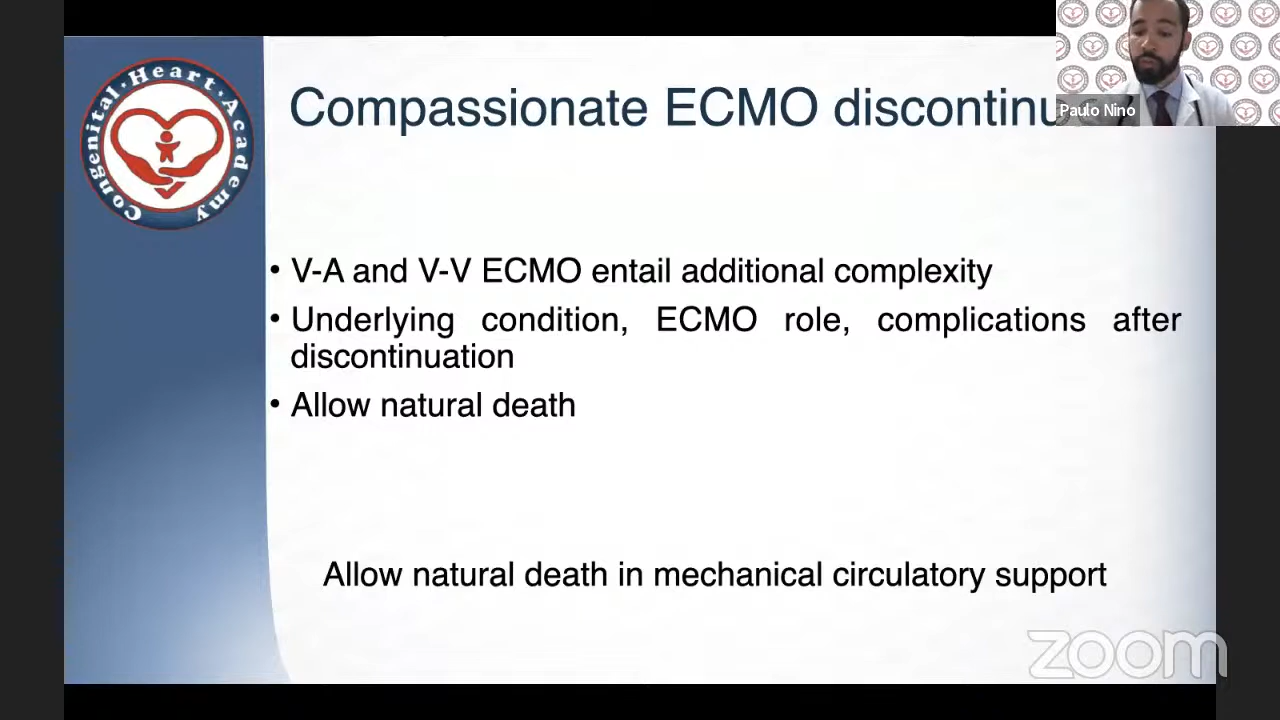 Congenital · Heart · Academy
Compassionate ECMO discontinu
Paulo Nino
• V-A and V-V ECMO entail additional complexity
• Underlying condition, ECMO role, complications after
discontinuation
• Allow natural death
Allow natural death in mechanical circulatory support
zoom